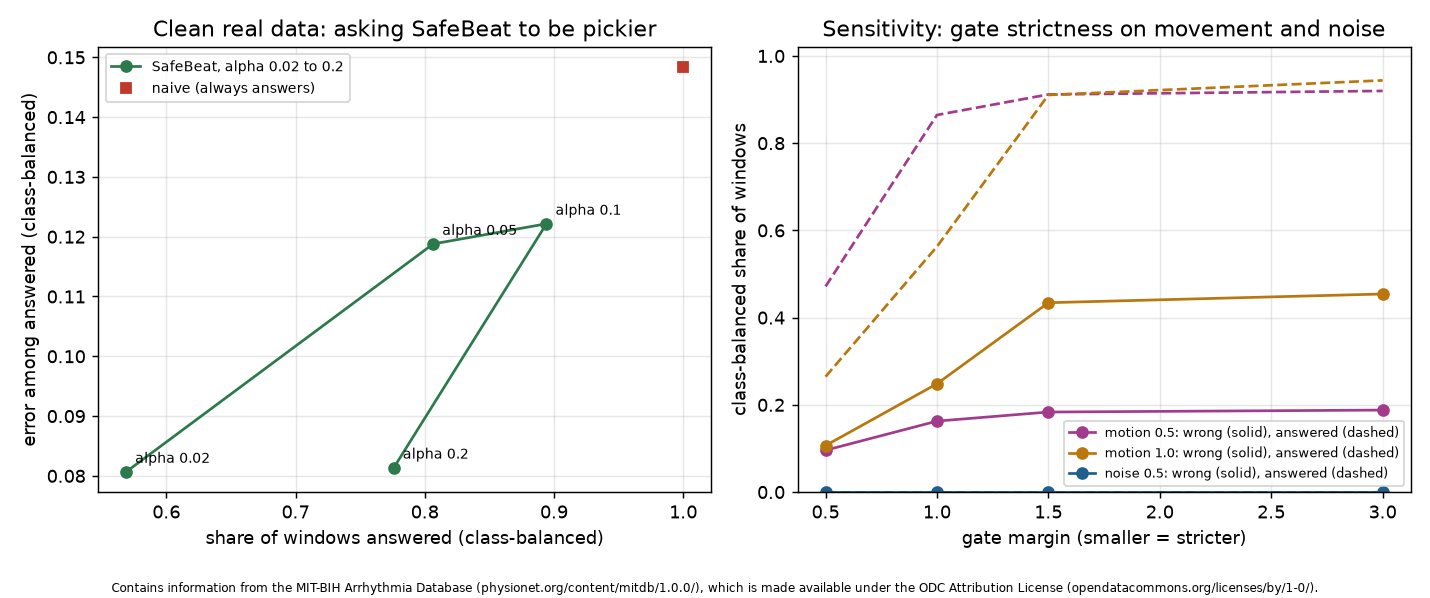 Clean real data: asking SafeBeat to be pickier
0.15
0.14
0.13
0.12
0.11
0.10
0.09
0.08
error among answered (class-balanced)
SafeBeat, alpha 0.02 to 0.2
naive (always answers)
alpha 0.1
alpha 0.05
alpha 0.02
alpha 0.2
0.6
0.7
0.8
0.9
1.0
share of windows answered (class-balanced)
Sensitivity: gate strictness on movement and noise
1.0
0.8
0.6
0.4
0.2
0.0
class-balanced share of windows
motion 0.5: wrong (solid), answered (dashed)
motion 1.0: wrong (solid), answered (dashed)
noise 0.5: wrong (solid), answered (dashed)
0.5
1.0
1.5
2.0
2.5
3.0
gate margin (smaller = stricter)
Contains information from the MIT-BIH Arrhythmia Database (physionet.org/content/mitdb/1.0.0/), which is made available under the ODC Attribution License (opendatacommons.org/licenses/by/1-0/).